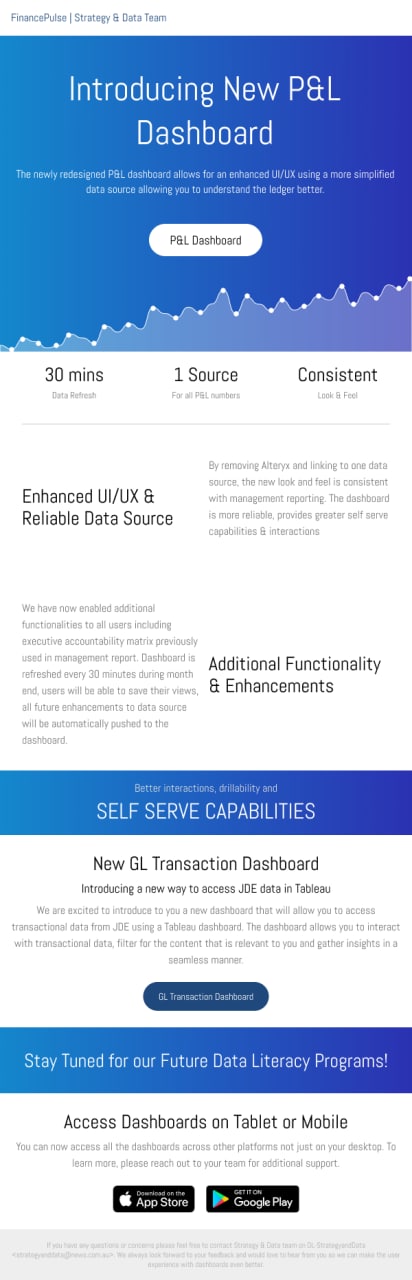 FinancePulse | Strategy & Data Team
Introducing New P&L
Dashboard
The newly redesigned P&L dashboard allows for an enhanced UI/UX using a more simplified
data source allowing you to understand the ledger better.
P&L Dashboard
30 mins
Data Refresh
1 Source
For all P&L numbers
Consistent
Look & Feel
Enhanced UI/UX &
Reliable Data Source
By removing Alteryx and linking to one data
source, the new look and feel is consistent
with management reporting. The dashboard
is more reliable, provides greater self serve
capabilities & interactions
We have now enabled additional
functionalities to all users including
executive accountability matrix previously
used in management report. Dashboard is
refreshed every 30 minutes during month
end, users will be able to save their views,
all future enhancements to data source
will be automatically pushed to the
dashboard.
Additional Functionality
& Enhancements
Better interactions, drillability and
SELF SERVE CAPABILITIES
New GL Transaction Dashboard
Introducing a new way to access JDE data in Tableau
We are excited to introduce to you a new dashboard that will allow you to access
transactional data from JDE using a Tableau dashboard. The dashboard allows you to interact
with transactional data, filter for the content that is relevant to you and gather insights in a
seamless manner.
GL Transaction Dashboard
Stay Tuned for our Future Data Literacy Programs!
Access Dashboards on Tablet or Mobile
You can now access all the dashboards across other platforms not just on your desktop. To
learn more, please reach out to your team for additional support.
Download on the
App Store
GET IT ON
Google Play
If you have any questions or concerns please feel free to contact Strategy & Data team on DL-StrategyandData
<strategyanddata@news.com.au>. We always look forward to your feedback and would love to hear from you so we can make the user
experience with dashboards even better.